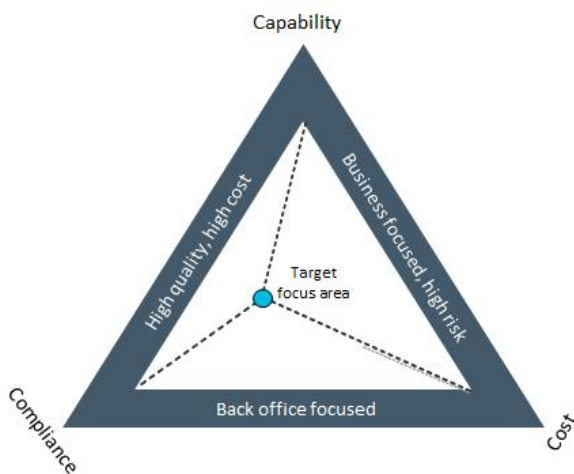 Capability
High quality, high cost
Business focused, high risk
Target
focus area
Back office focused
Compliance
Cost